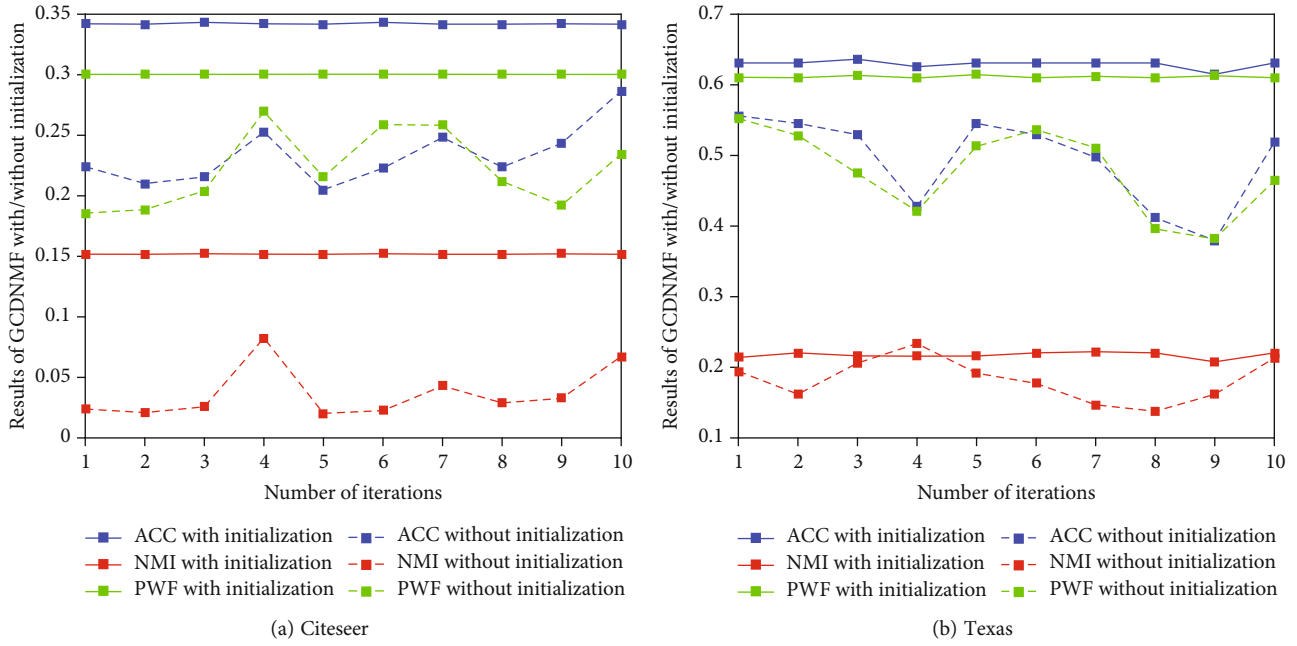 Results of GCDNMF with/without initialization
0.35
0.3
0.25
0.2
0.15
0.1
0.05
0
1 2 3 4 5 6 7 8 9 10
Number of iterations
ACC with initialization ACC without initialization
NMI with initialization NMI without initialization
PWF with initialization PWF without initialization
(a) Citeseer
Results of GCDNMF with/without initialization
0.7
0.6
0.5
0.4
0.3
0.2
0.1
1 2 3 4 5 6 7 8 9 10
Number of iterations
ACC with initialization ACC without initialization
NMI with initialization NMI without initialization
PWF with initialization PWF without initialization
(b) Texas